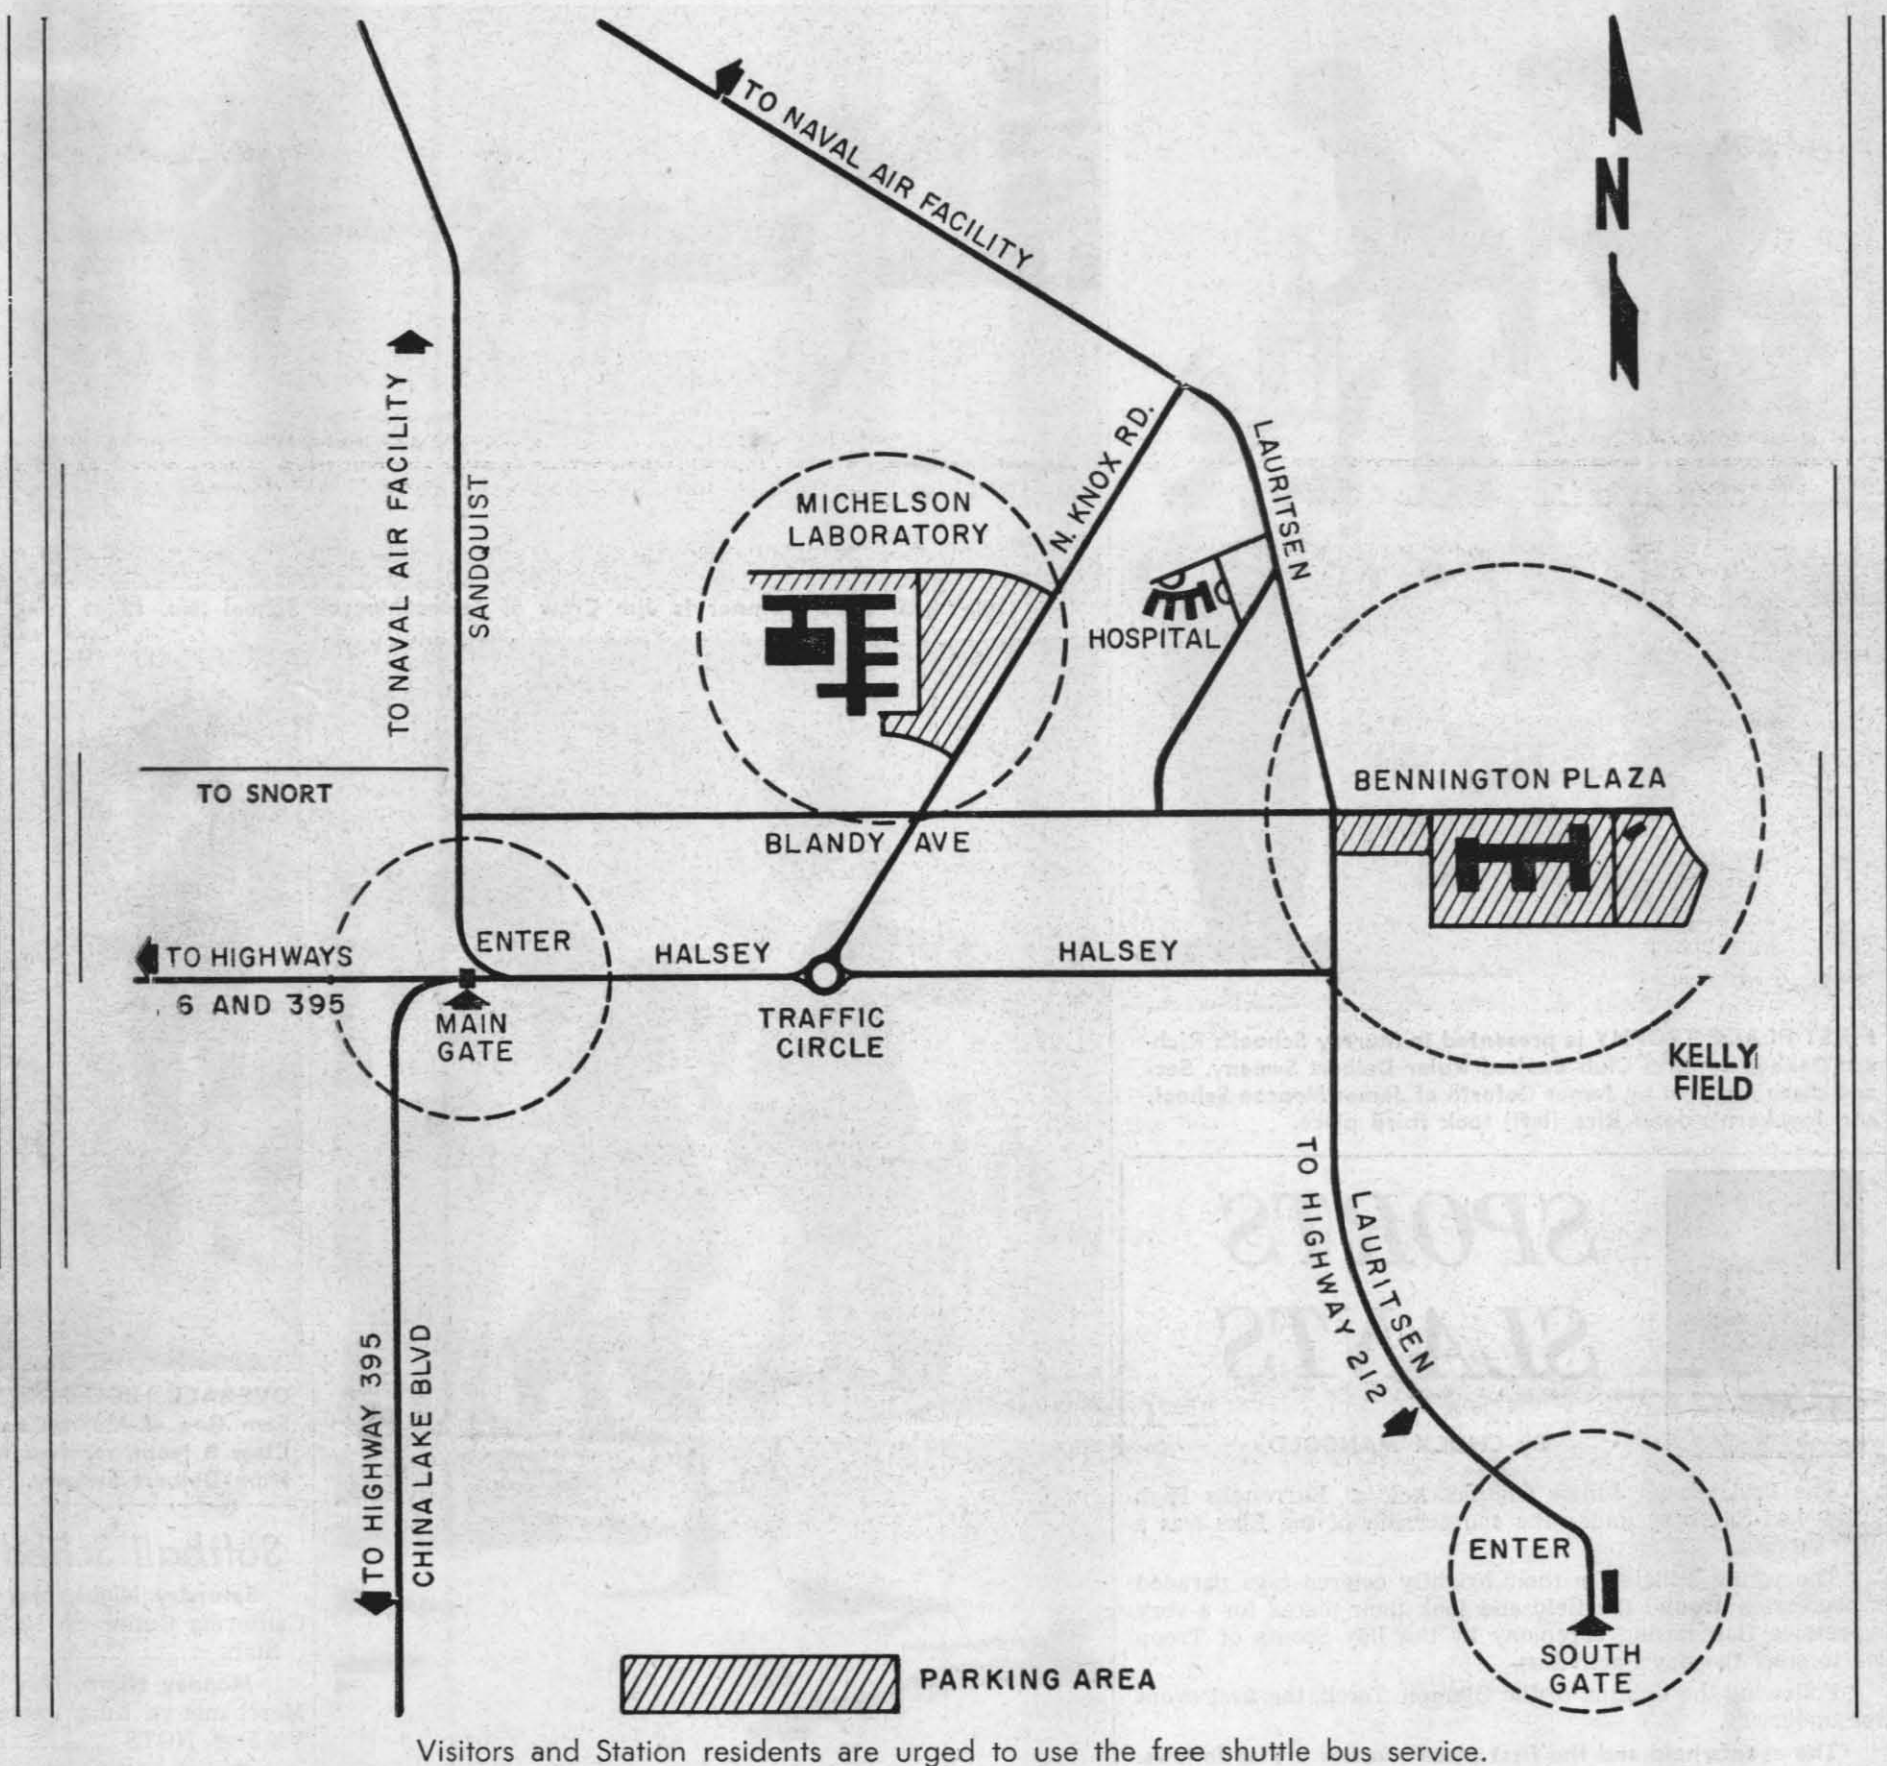 TO NAVAL AIR FACILITY
N
TO NAVAL AIR FACILITY
SANDQUIST
MICHELSON
LABORATORY
N. KNOX RD.
LAURITSEN
HOSPITAL
TO SNORT
BENNINGTON PLAZA
BLANDY AVE
ENTER
TO HIGHWAYS
6 AND 395
HALSEY
HALSEY
MAIN
GATE
TRAFFIC
CIRCLE
KELLY
FIELD
TO HIGHWAY 212
LAURITSEN
TO HIGHWAY 395
CHINA LAKE BLVD
ENTER
SOUTH
GATE
PARKING AREA
Visitors and Station residents are urged to use the free shuttle bus service.